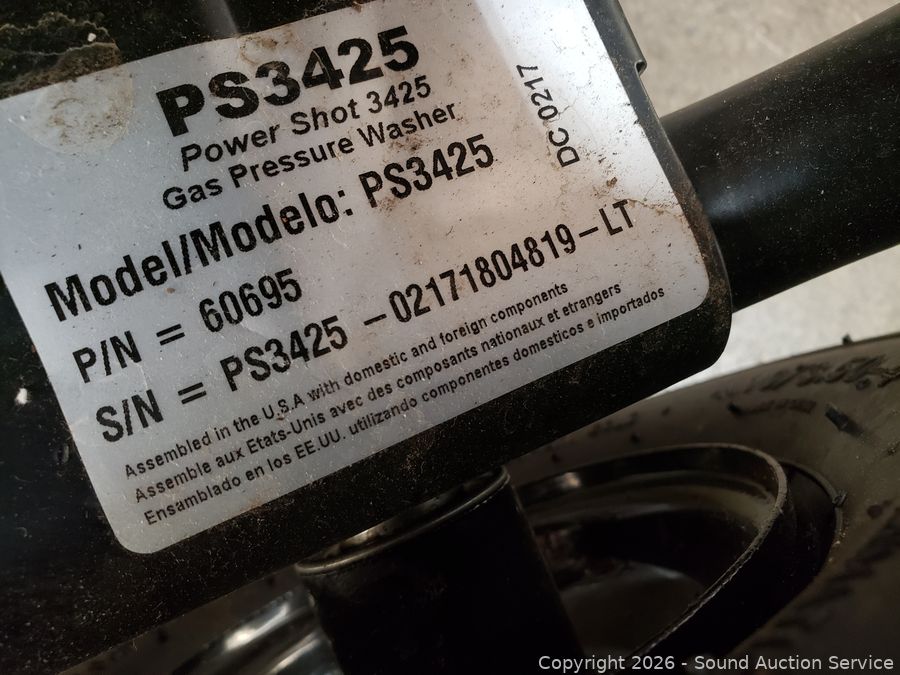 PS3425
Power Shot 3425
Gas Pressure Washer
DC 0217
Model/Modelo: PS3425
P/N = 60695
S/N = PS3425 -02171804819-LT
Assembled in the U.S.A with domestic and foreign components
Assemble aux Etats-Unis avec des composants nationaux et etrangers
Ensamblado en los EE.UU. utilizando componentes domesticos e importados
Copyright © 2026 - Sound Auction Service